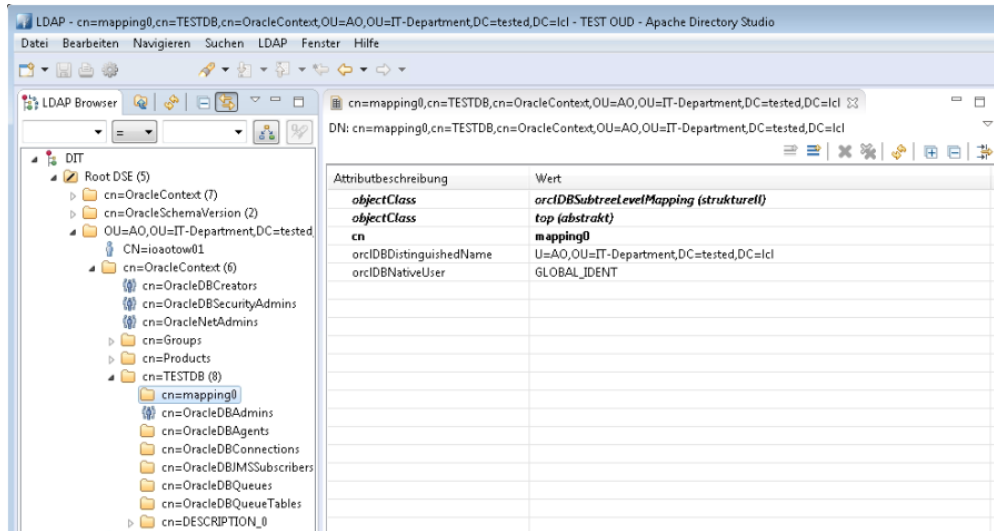 LDAP - cn=mapping0,cn=TESTDB,cn=OracleContext,OU=AO,OU=IT-Department,DC=tested,DC=lcl - TEST OUD - Apache Directory Studio
Datei Bearbeiten Navigieren Suchen LDAP Fenster Hilfe
LDAP Browser
=
DIT
Root DSE (5)
cn=OracleContext (7)
cn=OracleSchemaVersion (2)
OU=AO,OU=IT-Department,DC=tested,
CN=ioaotow01
cn=OracleContext (6)
cn=OracleDBCreators
cn=OracleDBSecurityAdmins
cn=OracleNetAdmins
cn=Groups
cn=Products
cn=TESTDB (8)
cn=mapping0
cn=OracleDBAdmins
cn=OracleDBAgents
cn=OracleDBConnections
cn=OracleDBJMSSubscribers
cn=OracleDBQueues
cn=OracleDBQueueTables
cn=DESCRIPTION_0
cn=mapping0,cn=TESTDB,cn=OracleContext,OU=AO,OU=IT-Department,DC=tested,DC=lcl
DN: cn=mapping0,cn=TESTDB,cn=OracleContext,OU=AO,OU=IT-Department,DC=tested,DC=lcl
Attributbeschreibung Wert
objectClass orclDBSubtreeLevelMapping (strukturell)
objectClass top (abstrakt)
cn mapping0
orclDBDistinguishedName U=AO,OU=IT-Department,DC=tested,DC=lcl
orclDBNativeUser GLOBAL_IDENT